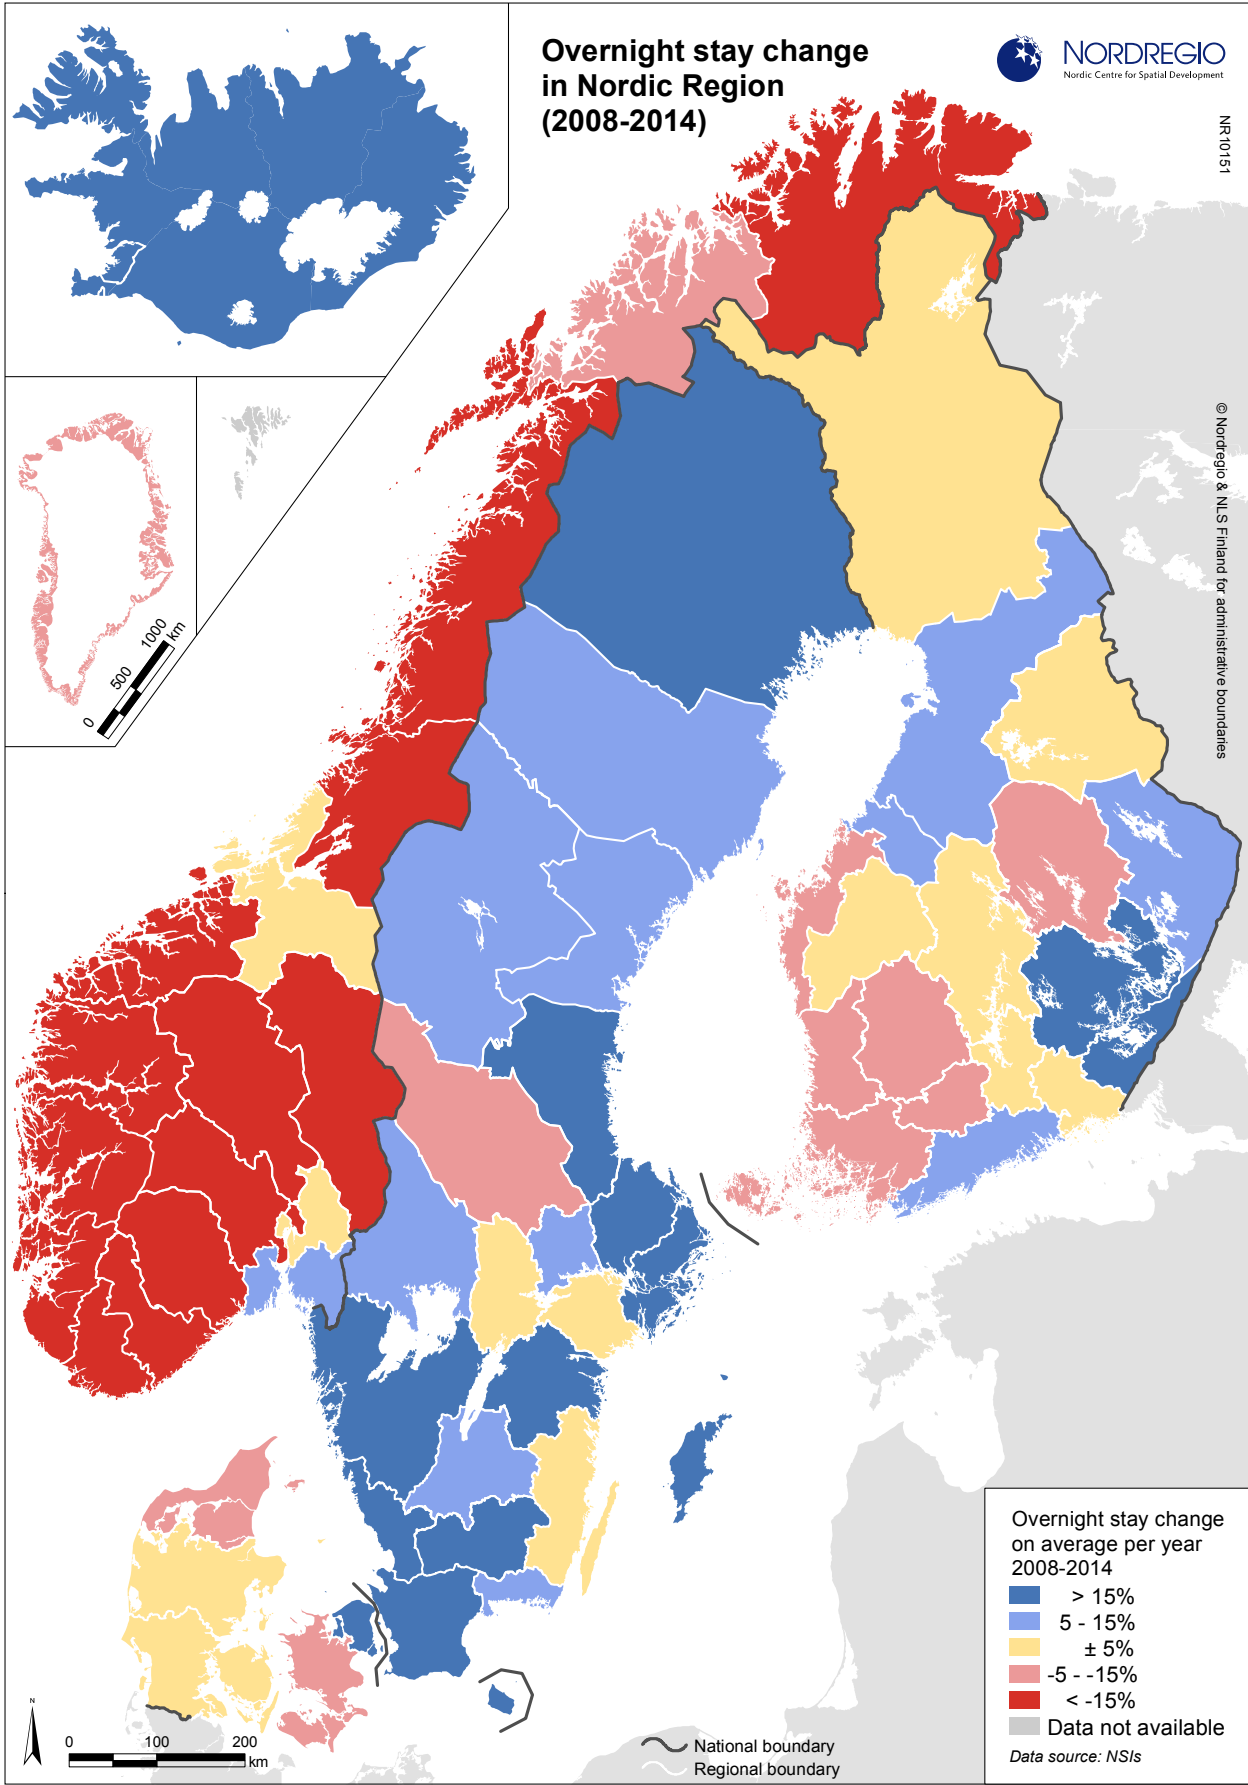 Overnight stay change
in Nordic Region
(2008-2014)
NORDREGIO
Nordic Centre for Spatial Development
NR10151
© Nordregio & NLS Finland for administrative boundaries
0 500 1000
km
Overnight stay change
on average per year
2008-2014
> 15%
5 - 15%
± 5%
-5 - -15%
< -15%
Data not available
Data source: NSIs
N
0 100 200
km
National boundary
Regional boundary